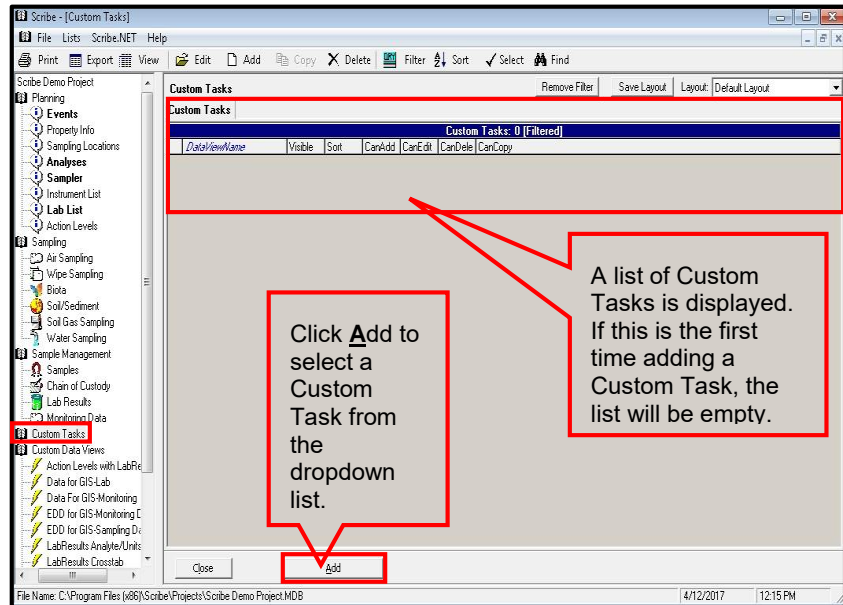 Scribe - [Custom Tasks]
File Lists Scribe.NET Help
Print Export View Edit Add Copy Delete Filter Sort Select Find
Scribe Demo Project
Planning
Events
Property Info
Sampling Locations
Analyses
Sampler
Instrument List
Lab List
Action Levels
Sampling
Air Sampling
Wipe Sampling
Biota
Soil/Sediment
Soil Gas Sampling
Water Sampling
Sample Management
Samples
Chain of Custody
Lab Results
Monitoring Data
Custom Tasks
Custom Data Views
Action Levels with LabRe
Data for GIS-Lab
Data For GIS-Monitoring
EDD for GIS-Monitoring D
EDD for GIS-Sampling Da
LabResults Analyte/Units
LabResults Crosstab
Custom Tasks
Remove Filter Save Layout Layout: Default Layout
Custom Tasks
Custom Tasks: 0 [Filtered]
DataViewName Visible Sort CanAdd CanEdit CanDele CanCopy
A list of Custom
Tasks is displayed.
If this is the first
time adding a
Custom Task, the
list will be empty.
Click Add to
select a
Custom
Task from
the
dropdown
list.
Close Add
File Name: C:\Program Files (x86)\Scribe\Projects\Scribe Demo Project.MDB 4/12/2017 12:15 PM